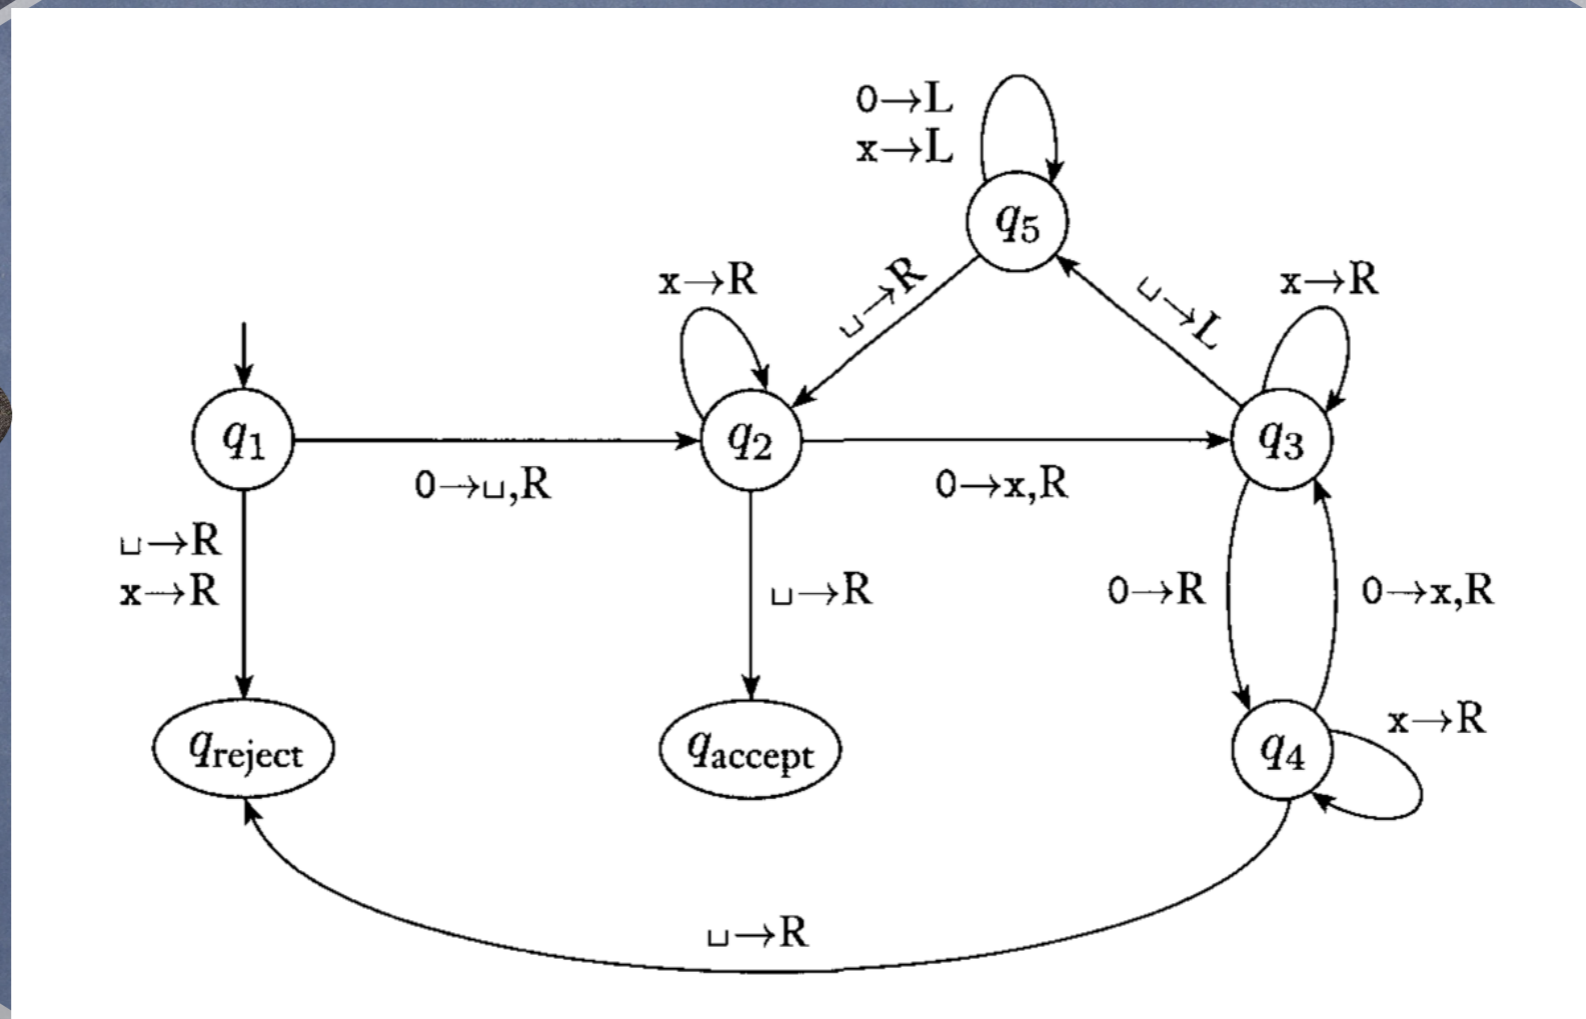 0→L
x→L
q5
x→R
⊔→R
⊔→L
x→R
q1
q2
q3
0→⊔,R
0→x,R
⊔→R
x→R
⊔→R
0→R
0→x,R
qreject
qaccept
q4
x→R
⊔→R